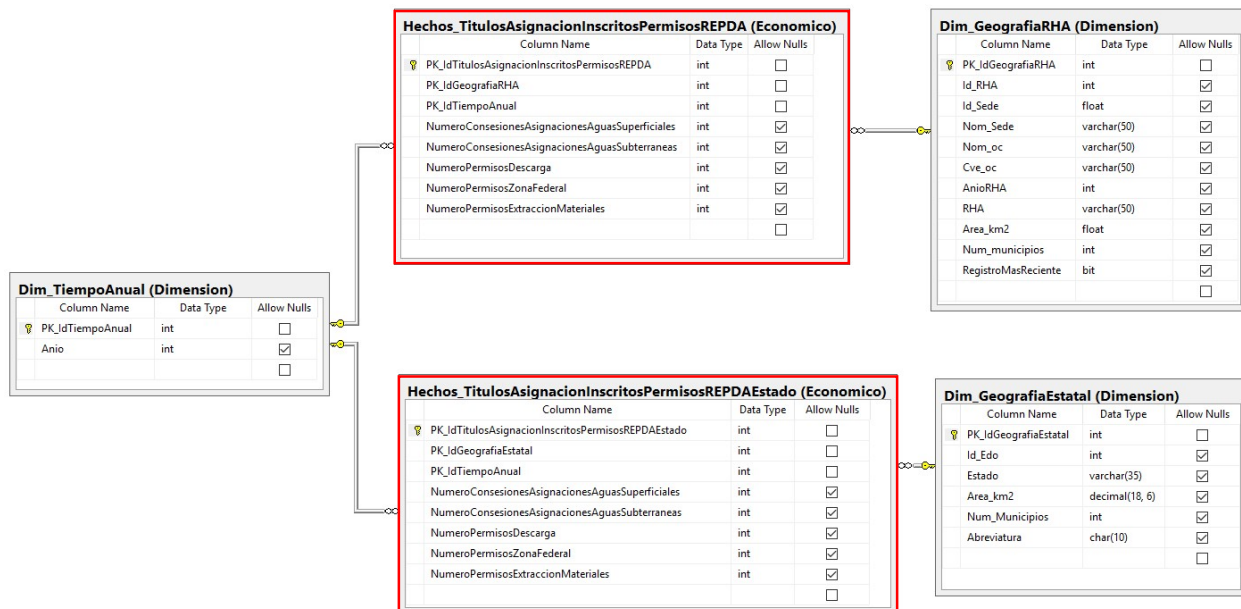 Hechos_TitulosAsignacionInscritosPermisosREPDA (Economico)
Column Name Data Type Allow Nulls
PK_IdTitulosAsignacionInscritosPermisosREPDA int
PK_IdGeografiaRHA int
PK_IdTiempoAnual int
NumeroConsesionesAsignacionesAguasSuperficiales int
NumeroConsesionesAsignacionesAguasSubterraneas int
NumeroPermisosDescarga int
NumeroPermisosZonaFederal int
NumeroPermisosExtraccionMateriales int
Dim_GeografiaRHA (Dimension)
Column Name Data Type Allow Nulls
PK_IdGeografiaRHA int
Id_RHA int
Id_Sede float
Nom_Sede varchar(50)
Nom_oc varchar(50)
Cve_oc varchar(50)
AnioRHA int
RHA varchar(50)
Area_km2 float
Num_municipios int
RegistroMasReciente bit
Dim_TiempoAnual (Dimension)
Column Name Data Type Allow Nulls
PK_IdTiempoAnual int
Anio int
Hechos_TitulosAsignacionInscritosPermisosREPDAEstado (Economico)
Column Name Data Type Allow Nulls
PK_IdTitulosAsignacionInscritosPermisosREPDAEstado int
PK_IdGeografiaEstatal int
PK_IdTiempoAnual int
NumeroConsesionesAsignacionesAguasSuperficiales int
NumeroConsesionesAsignacionesAguasSubterraneas int
NumeroPermisosDescarga int
NumeroPermisosZonaFederal int
NumeroPermisosExtraccionMateriales int
Dim_GeografiaEstatal (Dimension)
Column Name Data Type Allow Nulls
PK_IdGeografiaEstatal int
Id_Edo int
Estado varchar(35)
Area_km2 decimal(18, 6)
Num_Municipios int
Abreviatura char(10)